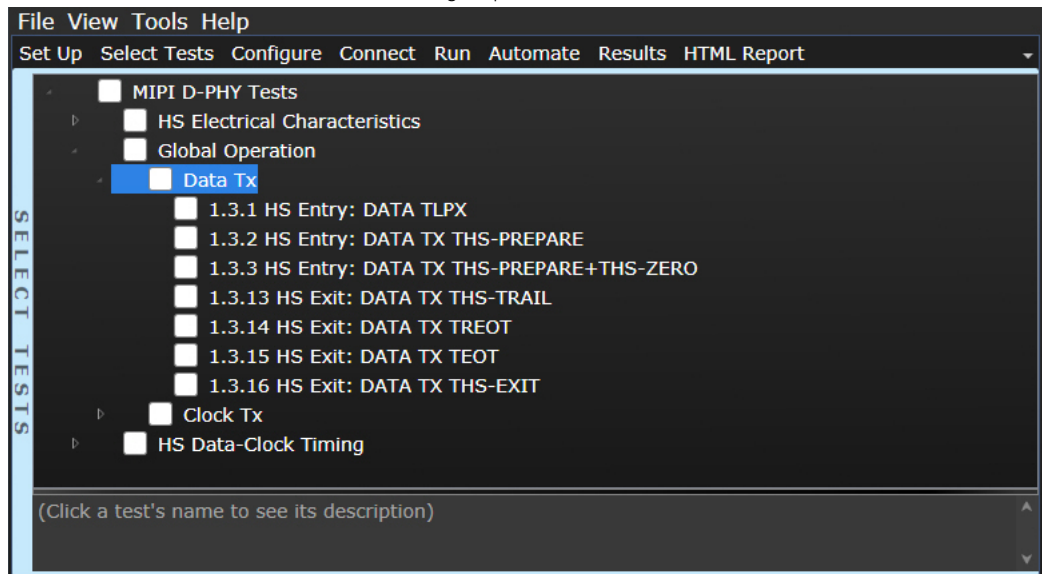 File View Tools Help
Set Up Select Tests Configure Connect Run Automate Results HTML Report
MIPI D-PHY Tests
HS Electrical Characteristics
Global Operation
Data Tx
1.3.1 HS Entry: DATA TLPX
1.3.2 HS Entry: DATA TX THS-PREPARE
1.3.3 HS Entry: DATA TX THS-PREPARE+THS-ZERO
1.3.13 HS Exit: DATA TX THS-TRAIL
1.3.14 HS Exit: DATA TX TREOT
1.3.15 HS Exit: DATA TX TEOT
1.3.16 HS Exit: DATA TX THS-EXIT
Clock Tx
HS Data-Clock Timing
SELECT TESTS
(Click a test's name to see its description)